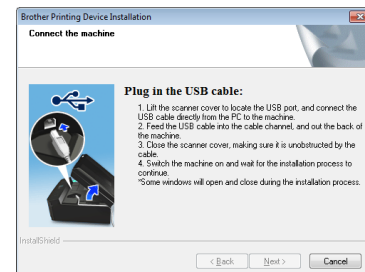 Brother Printing Device Installation
Connect the machine
Plug in the USB cable:
1. Lift the scanner cover to locate the USB port, and connect the
USB cable directly from the PC to the machine.
2. Feed the USB cable into the cable channel, and out the back of
the machine.
3. Close the scanner cover, making sure it is unobstructed by the
cable.
4. Switch the machine on and wait for the installation process to
continue.
*Some windows will open and close during the installation process.
InstallShield
< Back
Next >
Cancel